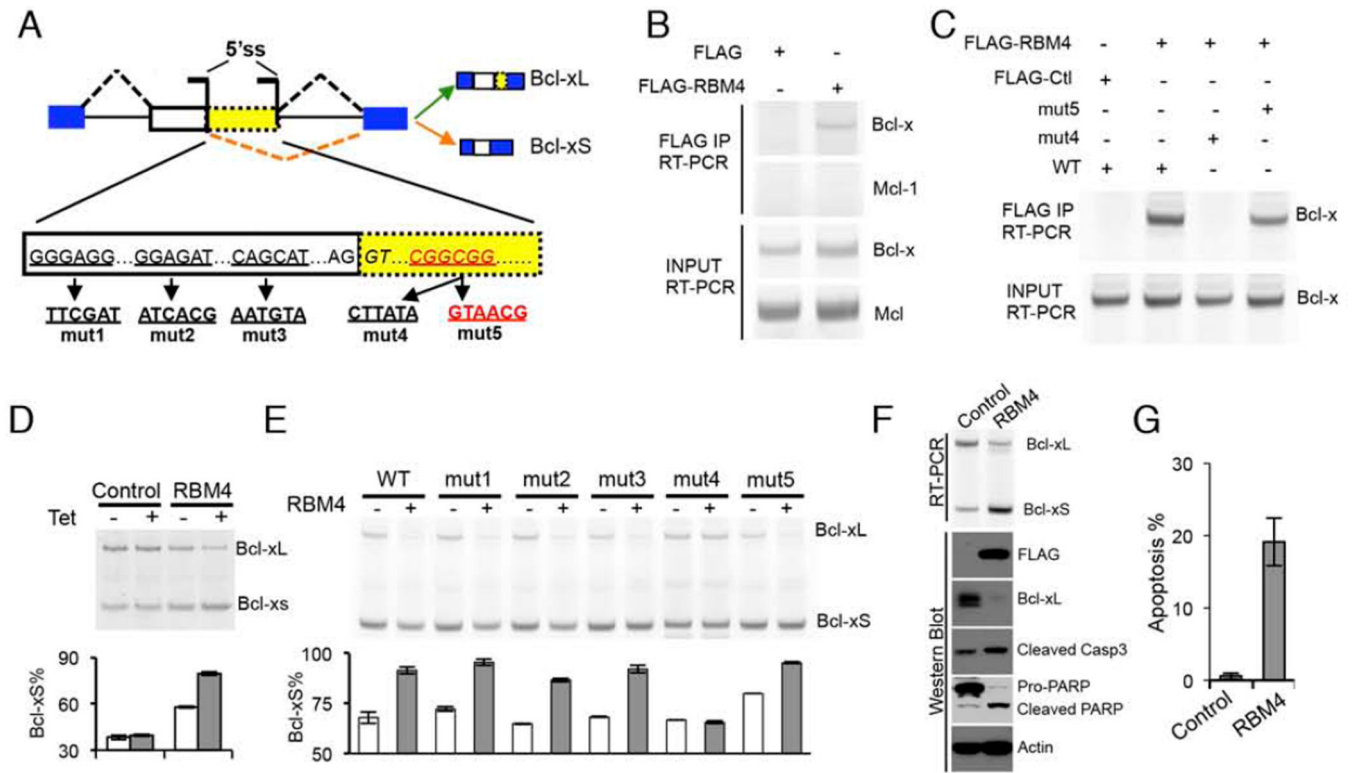 A
5'ss
Bcl-xL
Bcl-xS
GGGAGG...GGAGAT...CAGCAT...AG GT...CGGCGG......
TTCGAT ATCACG AATGTA CTTATA GTAACG
mut1 mut2 mut3 mut4 mut5
B
FLAG + -
FLAG-RBM4 - +
FLAG IP
RT-PCR
Bcl-x
Mcl-1
INPUT
RT-PCR
Bcl-x
Mcl
C
FLAG-RBM4 - + + +
FLAG-Ctl + - - -
mut5 - - - +
mut4 - - + -
WT + + - -
FLAG IP
RT-PCR
Bcl-x
INPUT
RT-PCR
Bcl-x
D
Control RBM4
Tet - + - +
Bcl-xL
Bcl-xs
Bcl-xS%
90
60
30
E
WT mut1 mut2 mut3 mut4 mut5
RBM4 - + - + - + - + - + - +
Bcl-xL
Bcl-xS
Bcl-xS%
100
75
50
F
Control RBM4
RT-PCR
Bcl-xL
Bcl-xS
Western Blot
FLAG
Bcl-xL
Cleaved Casp3
Pro-PARP
Cleaved PARP
Actin
G
Apoptosis %
30
20
10
0
Control RBM4